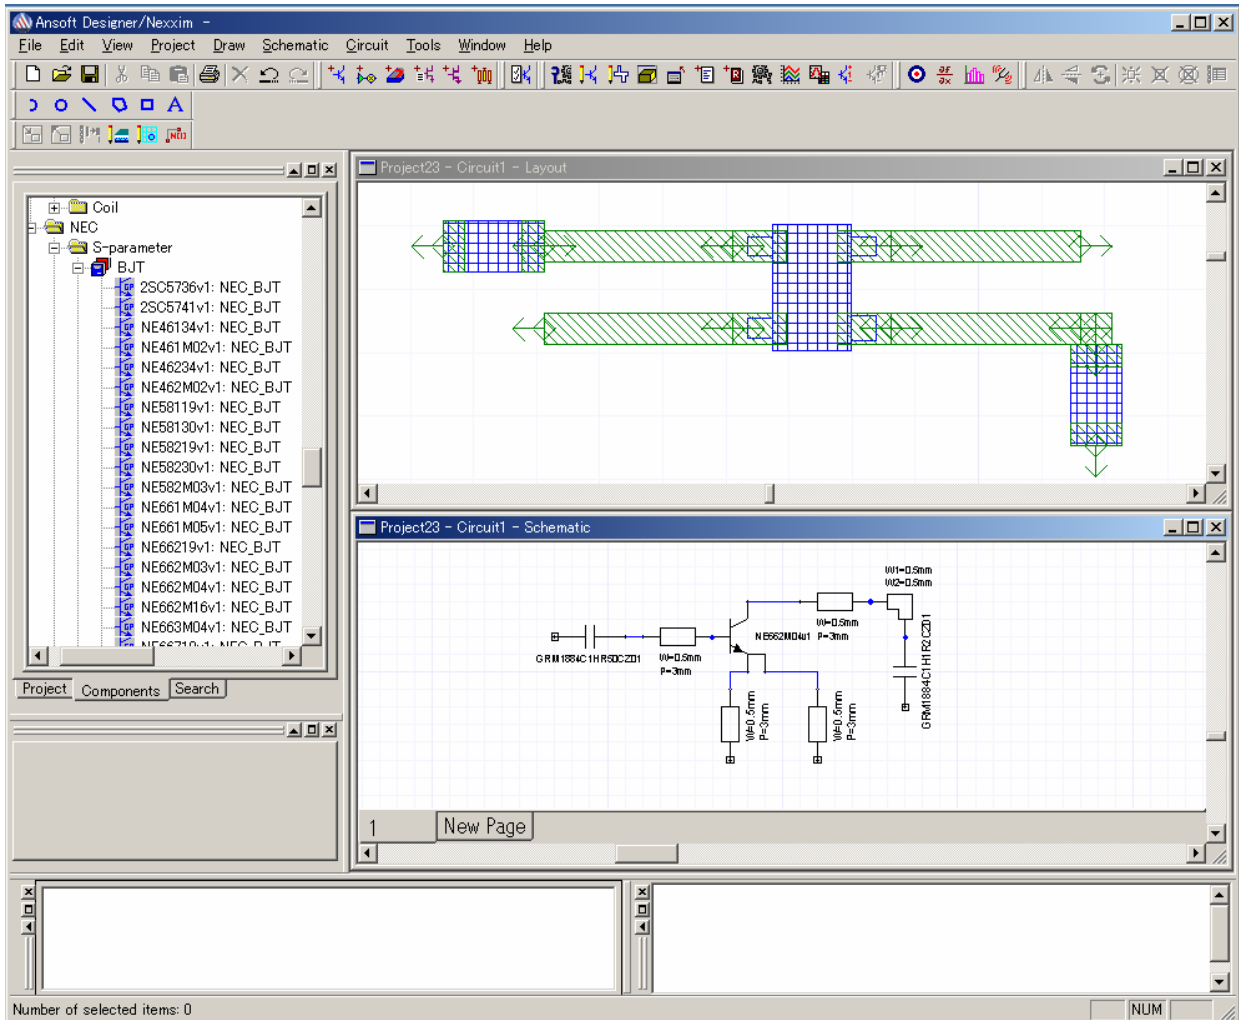 Ansoft Designer/Nexxim -
File Edit View Project Draw Schematic Circuit Tools Window Help
Coil
NEC
S-parameter
BJT
2SC5736v1: NEC_BJT
2SC5741v1: NEC_BJT
NE46134v1: NEC_BJT
NE461M02v1: NEC_BJT
NE46234v1: NEC_BJT
NE462M02v1: NEC_BJT
NE58119v1: NEC_BJT
NE58130v1: NEC_BJT
NE58219v1: NEC_BJT
NE58230v1: NEC_BJT
NE582M03v1: NEC_BJT
NE661M04v1: NEC_BJT
NE661M05v1: NEC_BJT
NE66219v1: NEC_BJT
NE662M03v1: NEC_BJT
NE662M04v1: NEC_BJT
NE662M16v1: NEC_BJT
NE663M04v1: NEC_BJT
NE66719v1: NEC_BJT
Project Components Search
Project23 - Circuit1 - Layout
Project23 - Circuit1 - Schematic
W1=0.5mm
W2=0.5mm
W=0.5mm
P=3mm
NE662M04v1
GRM1884C1HR50CZ01
W=0.5mm
P=3mm
W=0.5mm
P=3mm
W=0.5mm
P=3mm
GRM1884C1H1R2CZ01
1 New Page
Number of selected items: 0
NUM